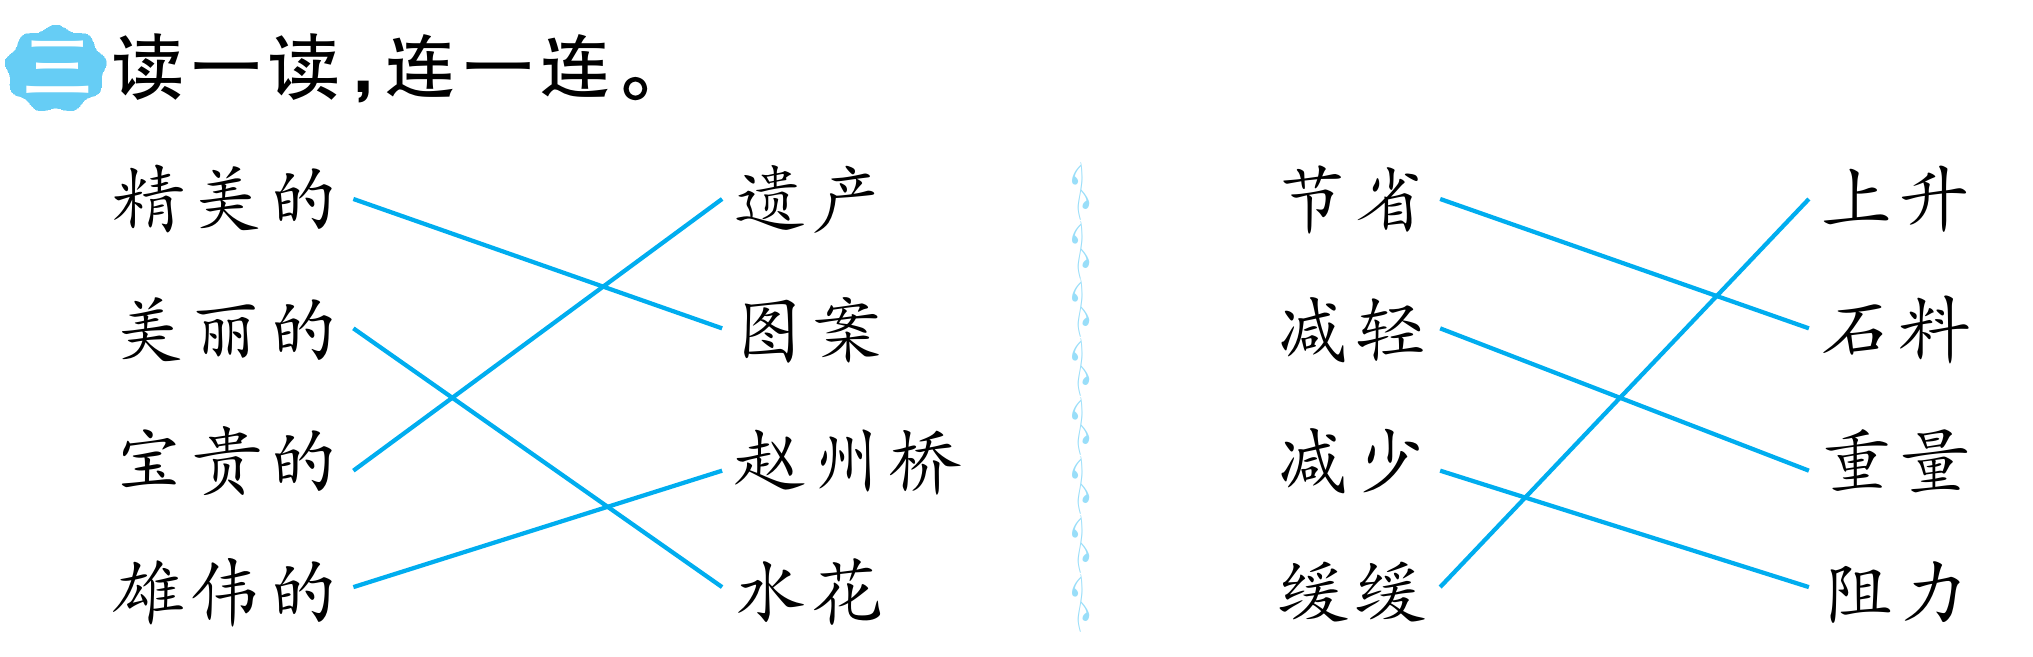 三 读一读,连一连。
精美的 遗产 节省 上升
美丽的 图案 减轻 石料
宝贵的 赵州桥 减少 重量
雄伟的 水花 缓缓 阻力